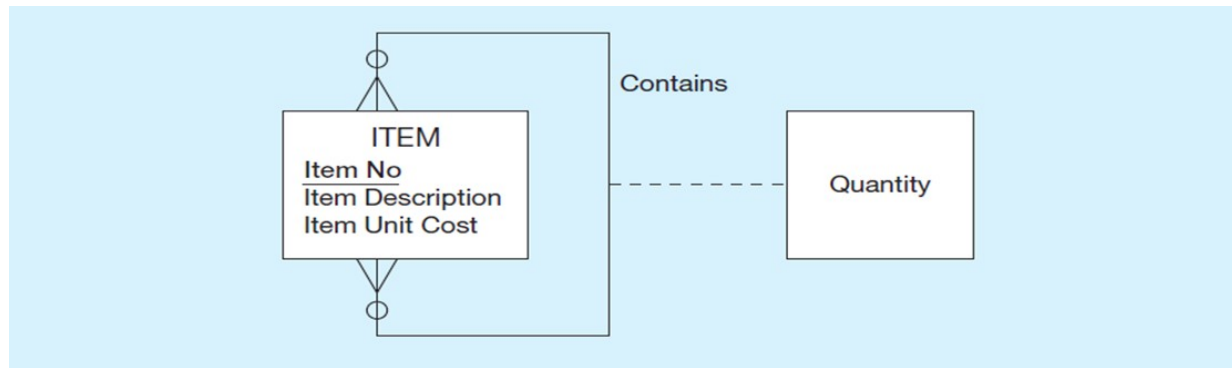 Contains
ITEM
Item No
Item Description
Item Unit Cost
Quantity